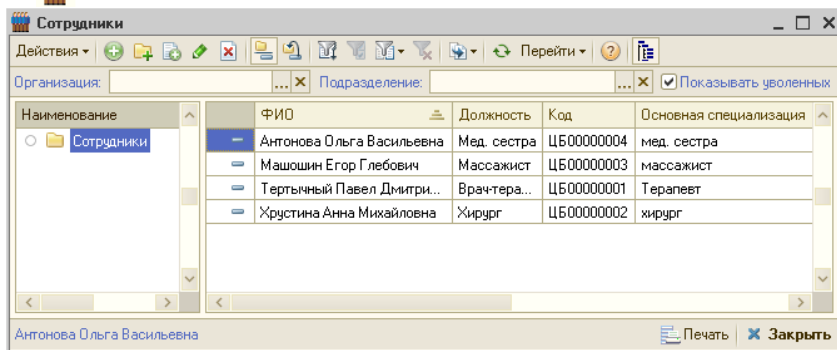 Сотрудники
Действия Перейти
Организация: ... Подразделение: ... Показывать уволенных
Наименование ФИО Должность Код Основная специализация
Сотрудники Антонова Ольга Васильевна Мед. сестра ЦБ00000004 мед. сестра
Машошин Егор Глебович Массажист ЦБ00000003 массажист
Тертычный Павел Дмитри... Врач-тера... ЦБ00000001 Терапевт
Хрустина Анна Михайловна Хирург ЦБ00000002 хирург
Антонова Ольга Васильевна Печать Закрыть